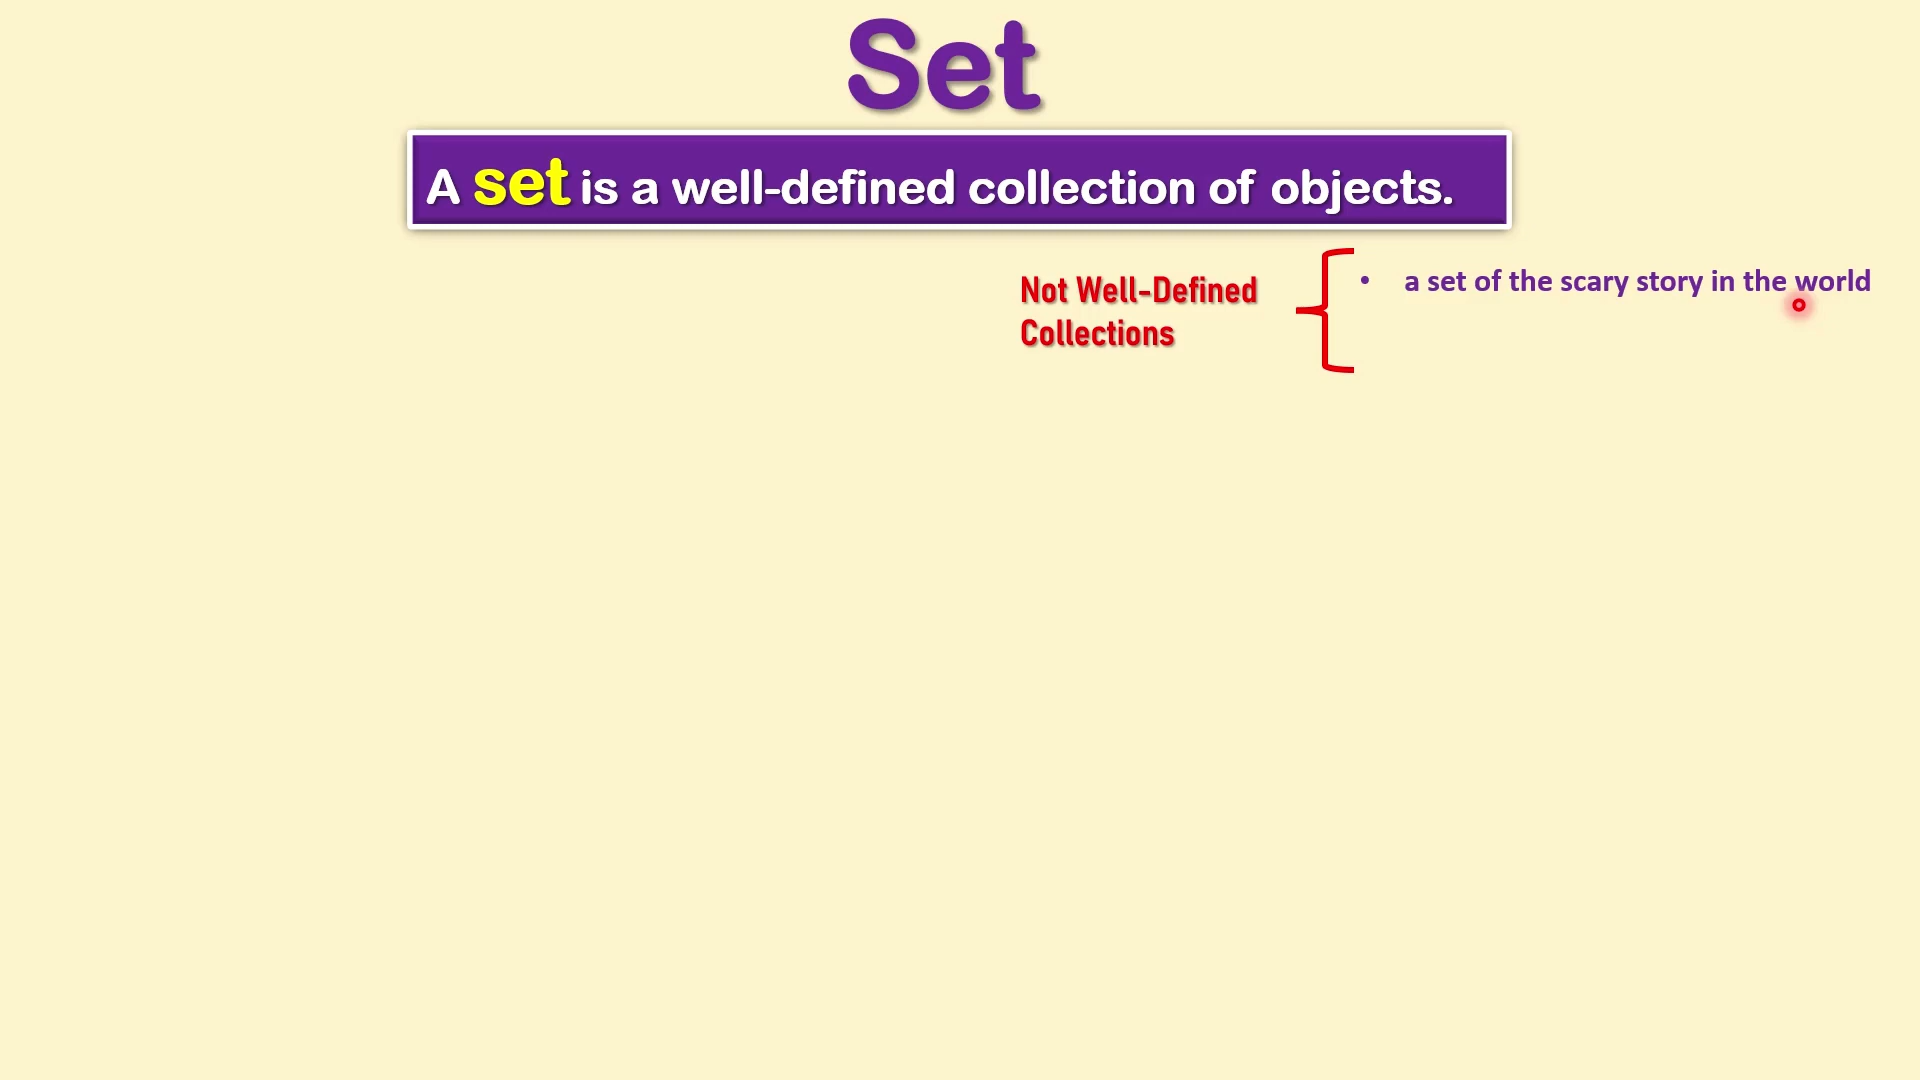 Set
A set is a well-defined collection of objects.
Not Well-Defined
Collections
• a set of the scary story in the world